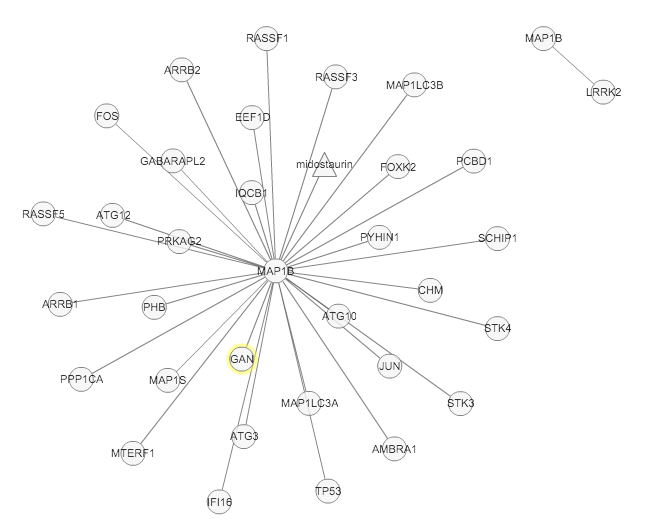 RASSF1
MAP1B
ARRB2
RASSF3
MAP1LC3B
LRRK2
FOS
EEF1D
GABARAPL2
midostaurin
FOXK2
PCBD1
IQCB1
RASSF5
ATG12
PRKAG2
PYHIN1
SCHIP1
MAP1B
CHM
ARRB1
PHB
ATG10
STK4
GAN
JUN
PPP1CA
MAP1S
MAP1LC3A
STK3
ATG3
MTERF1
AMBRA1
IFI16
TP53